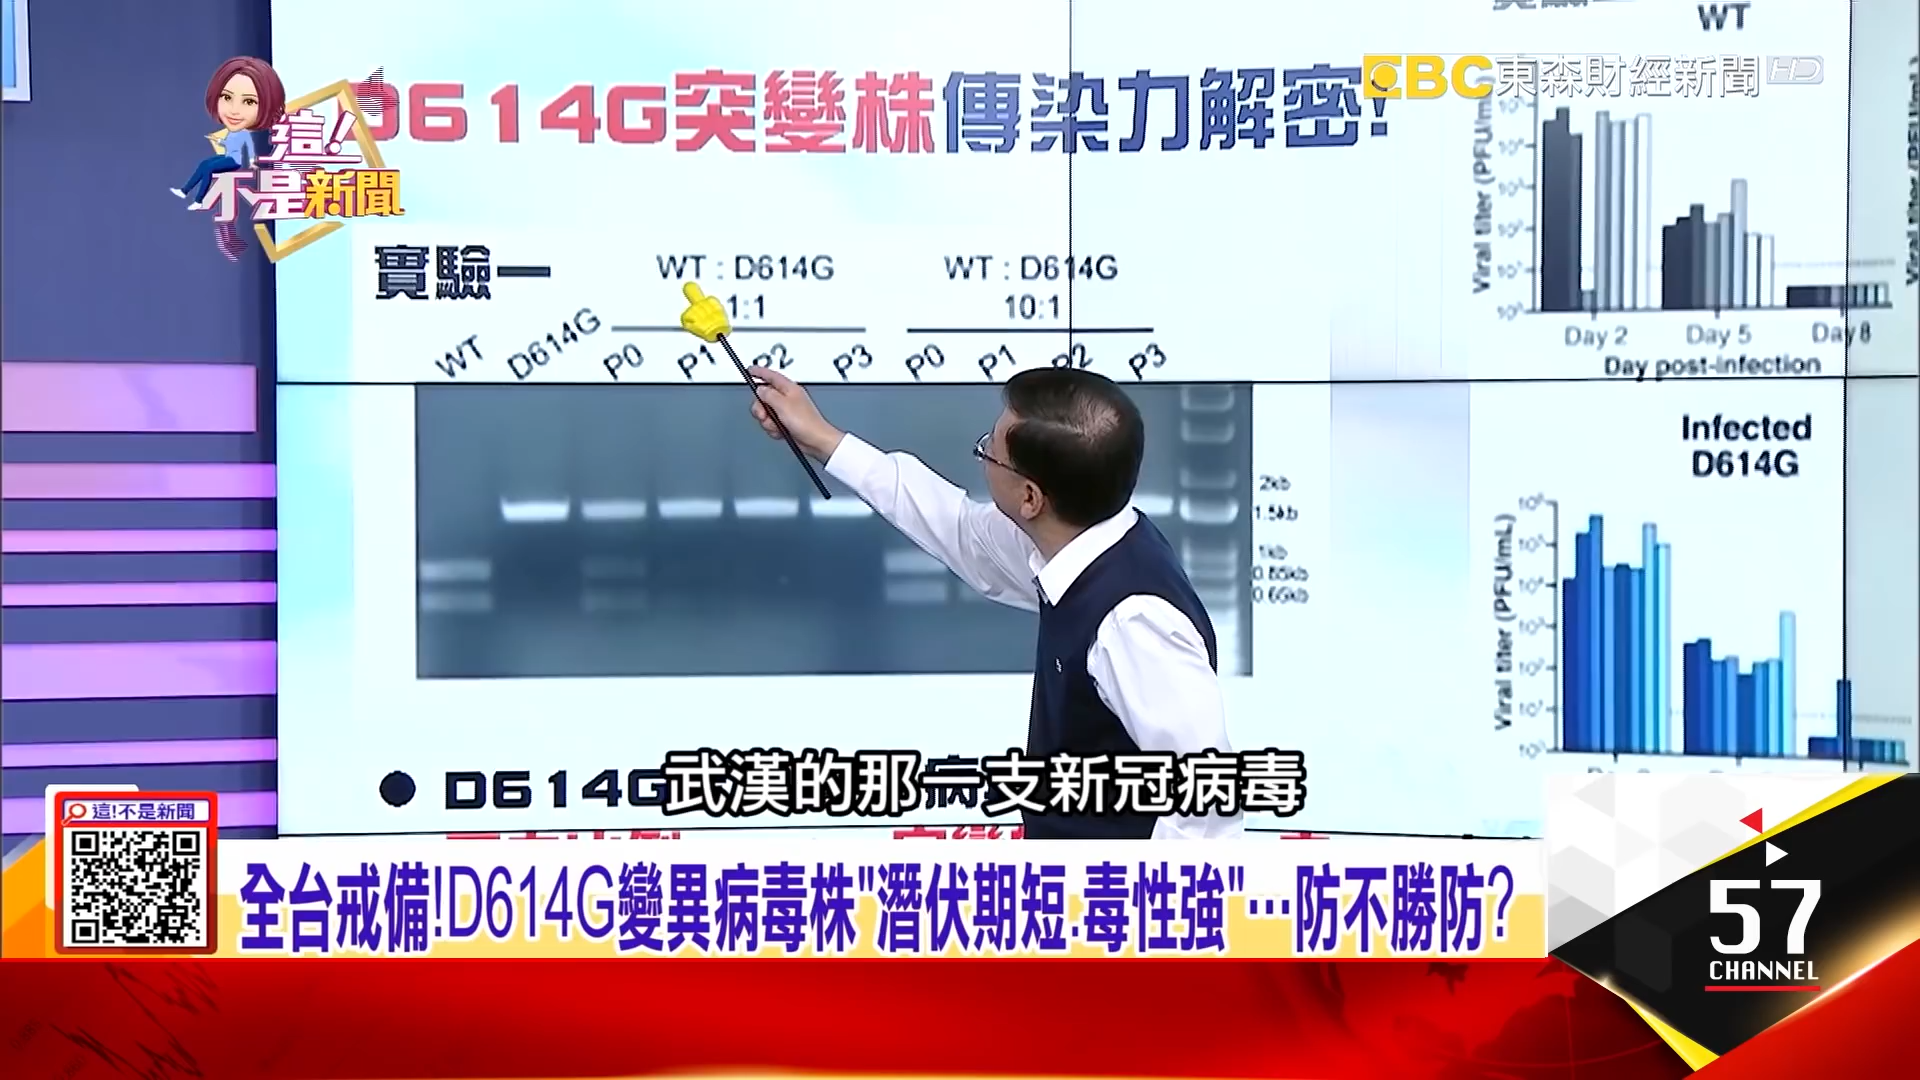 EBC 東森財經新聞 HD
這!
不是新聞
D614G突變株傳染力解密!
WT
Viral titer (PFU/mL)
Day 2 Day 5 Day 8
Day post-infection
實驗一
WT : D614G
1:1
WT : D614G
10:1
WT D614G P0 P1 P2 P3 P0 P1 P2 P3
2kb
1.5kb
1kb
0.65kb
Infected
D614G
Viral titer (PFU/mL)
● D614G
武漢的那一支新冠病毒
這!不是新聞
全台戒備!D614G變異病毒株"潛伏期短.毒性強"…防不勝防?
57
CHANNEL